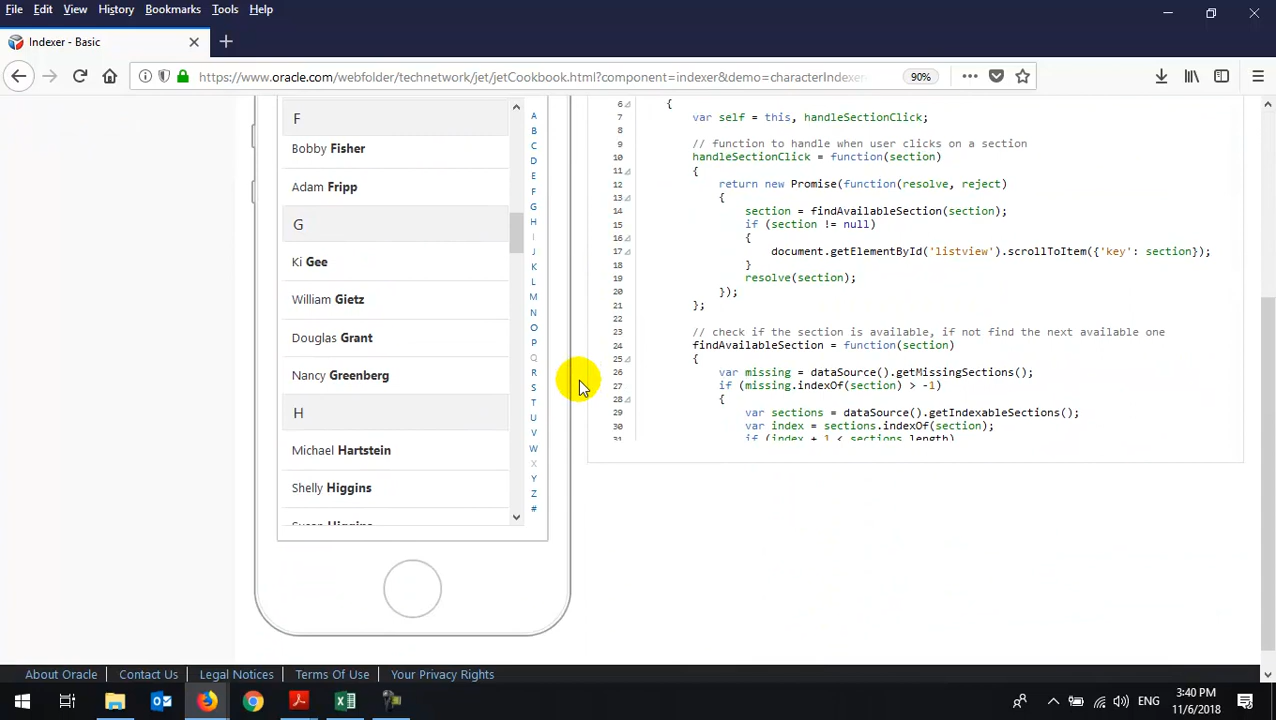 File Edit View History Bookmarks Tools Help
Indexer - Basic
https://www.oracle.com/webfolder/technetwork/jet/jetCookbook.html?component=indexer&demo=characterIndexer
90%
F
Bobby Fisher
Adam Fripp
G
Ki Gee
William Gietz
Douglas Grant
Nancy Greenberg
H
Michael Hartstein
Shelly Higgins
Susan Higgins
A
B
C
D
E
F
G
H
I
J
K
L
M
N
O
P
Q
R
S
T
U
V
W
X
Y
Z
#
6 {
7 var self = this, handleSectionClick;
8
9 // function to handle when user clicks on a section
10 handleSectionClick = function(section)
11 {
12 return new Promise(function(resolve, reject)
13 {
14 section = findAvailableSection(section);
15 if (section != null)
16 {
17 document.getElementById('listview').scrollToItem({'key': section});
18 }
19 resolve(section);
20 });
21 };
22
23 // check if the section is available, if not find the next available one
24 findAvailableSection = function(section)
25 {
26 var missing = dataSource().getMissingSections();
27 if (missing.indexOf(section) > -1)
28 {
29 var sections = dataSource().getIndexableSections();
30 var index = sections.indexOf(section);
31 if (index + 1 < sections.length)
About Oracle Contact Us Legal Notices Terms Of Use Your Privacy Rights
ENG
3:40 PM
11/6/2018